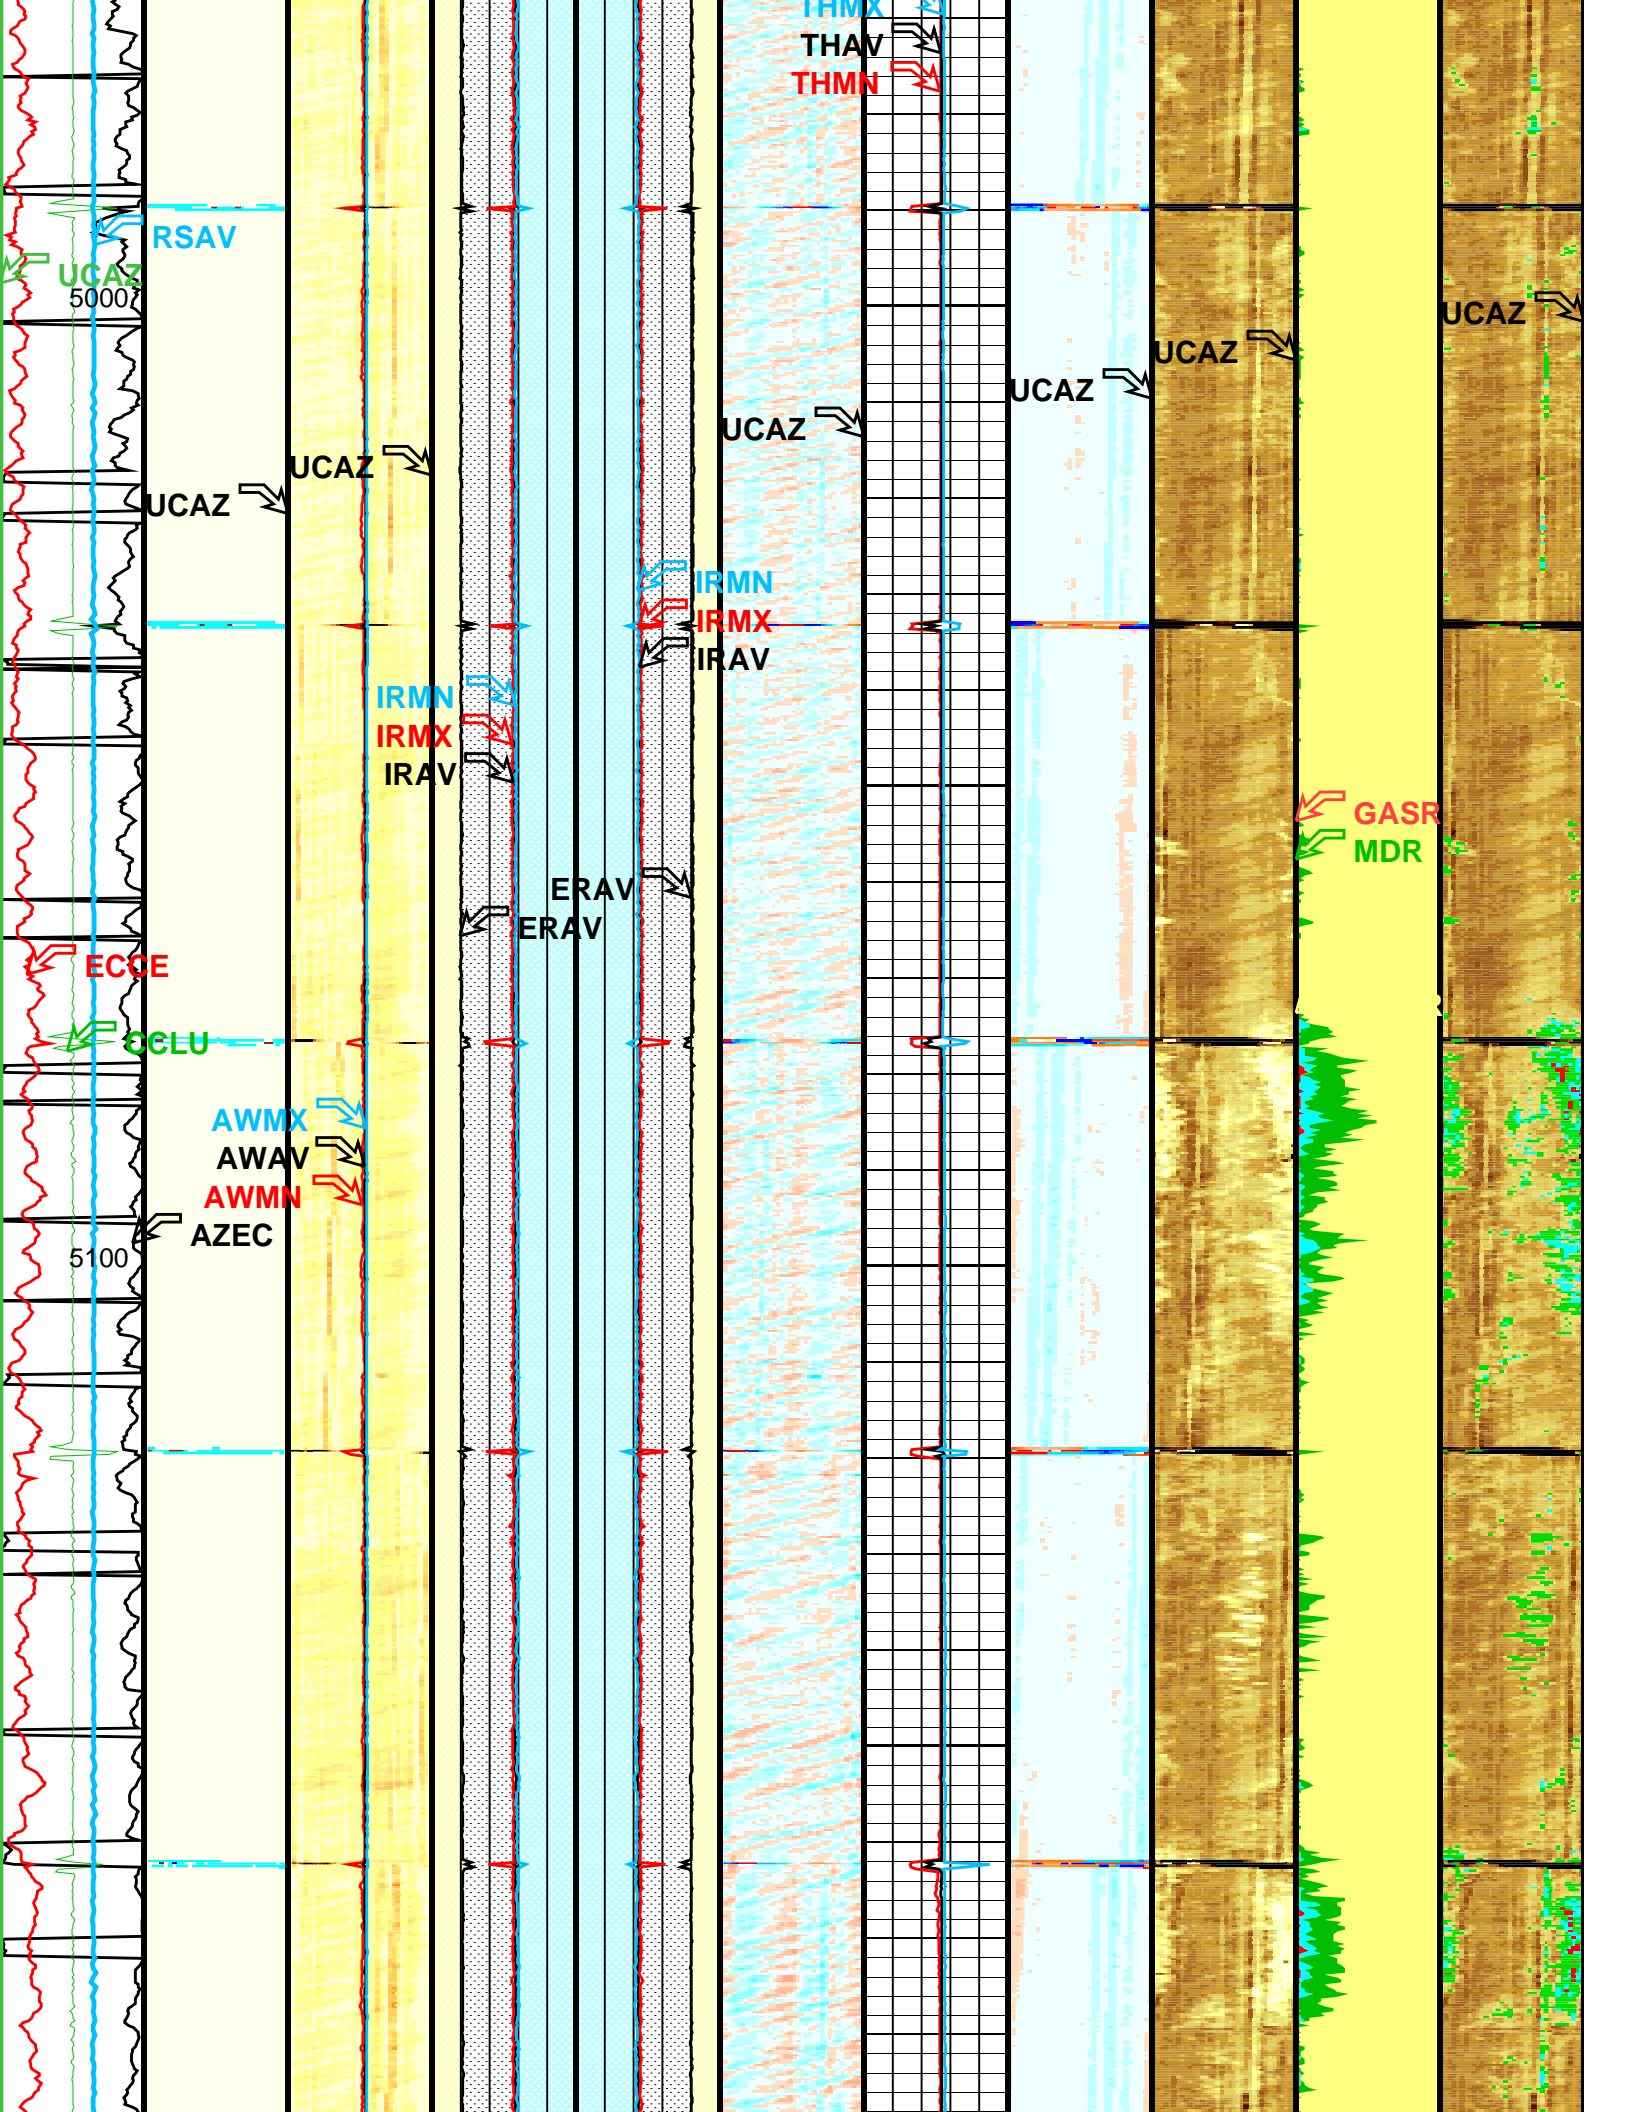 THMX
THAV
THMN
RSAV
UCAZ
5000
UCAZ
UCAZ
UCAZ
UCAZ
UCAZ
UCAZ
IRMN
IRMX
IRAV
IRMN
IRMX
IRAV
GASR
MDR
ERAV
ERAV
ECCE
CCLU
AWMX
AWAV
AWMN
AZEC
5100